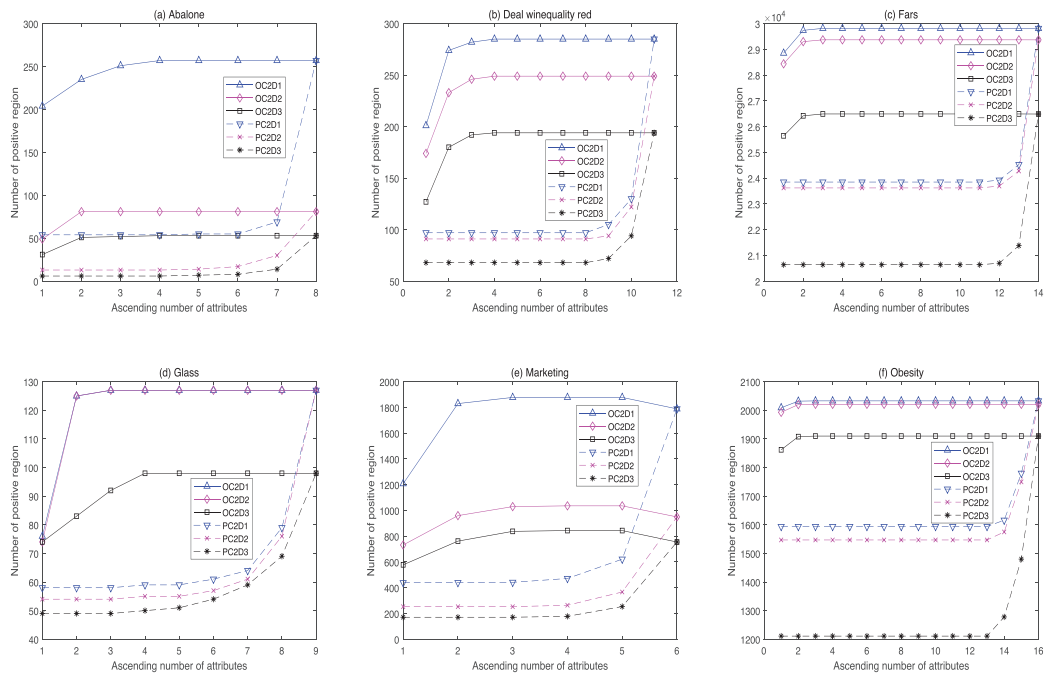 (a) Abalone
Number of positive region
300
250
200
150
100
50
0
OC2D1
OC2D2
OC2D3
PC2D1
PC2D2
PC2D3
1 2 3 4 5 6 7 8
Ascending number of attributes
(b) Deal winequality red
Number of positive region
300
250
200
150
100
50
OC2D1
OC2D2
OC2D3
PC2D1
PC2D2
PC2D3
0 2 4 6 8 10 12
Ascending number of attributes
(c) Fars
× 10⁴
Number of positive region
3
2.9
2.8
2.7
2.6
2.5
2.4
2.3
2.2
2.1
2
OC2D1
OC2D2
OC2D3
PC2D1
PC2D2
PC2D3
0 2 4 6 8 10 12 14
Ascending number of attributes
(d) Glass
Number of positive region
130
120
110
100
90
80
70
60
50
40
OC2D1
OC2D2
OC2D3
PC2D1
PC2D2
PC2D3
1 2 3 4 5 6 7 8 9
Ascending number of attributes
(e) Marketing
Number of positive region
2000
1800
1600
1400
1200
1000
800
600
400
200
0
OC2D1
OC2D2
OC2D3
PC2D1
PC2D2
PC2D3
1 2 3 4 5 6
Ascending number of attributes
(f) Obesity
Number of positive region
2100
2000
1900
1800
1700
1600
1500
1400
1300
1200
OC2D1
OC2D2
OC2D3
PC2D1
PC2D2
PC2D3
0 2 4 6 8 10 12 14 16
Ascending number of attributes